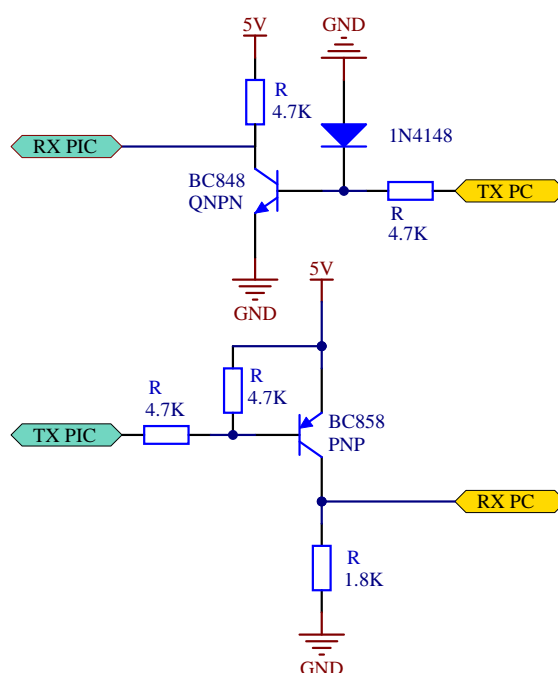 5V
GND
R
4.7K
1N4148
RX PIC
BC848
QNPN
TX PC
R
4.7K
GND
5V
R
4.7K
R
4.7K
BC858
PNP
TX PIC
RX PC
R
1.8K
GND